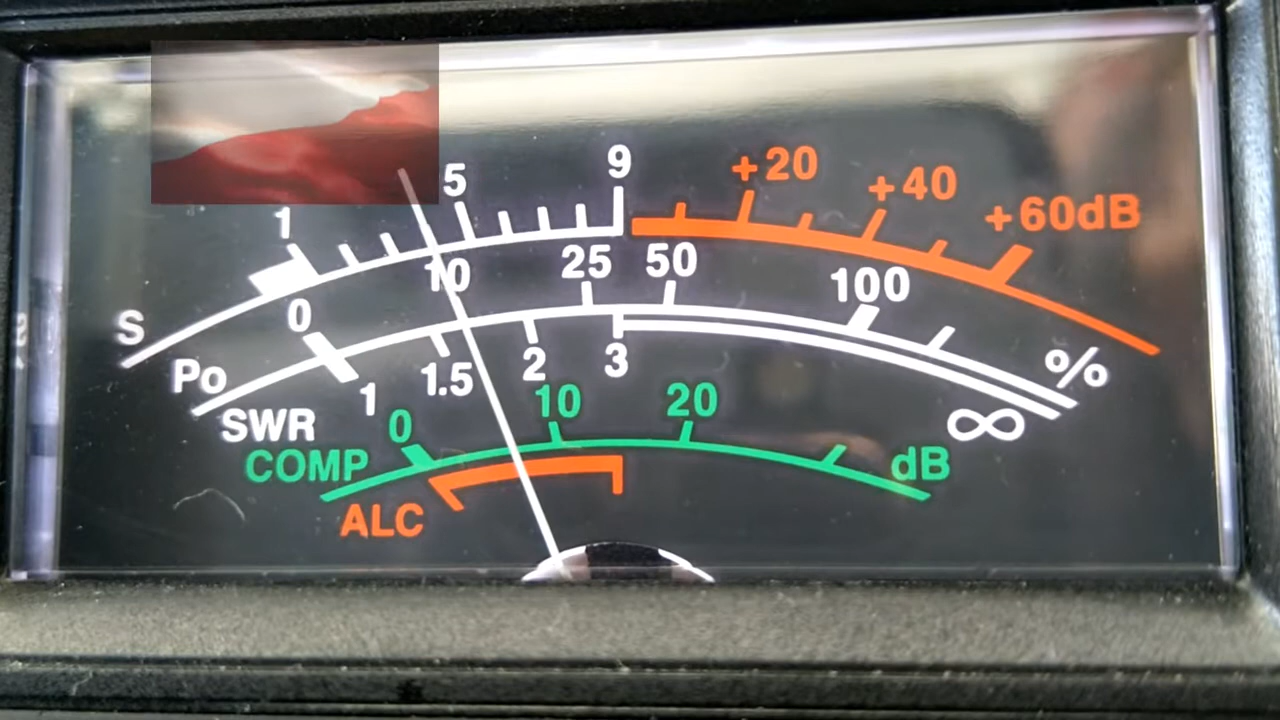 1 5 9 +20 +40 +60dB
S
10 25 50 100
0
Po %
1 1.5 2 3 ∞
SWR
0 10 20
COMP dB
ALC